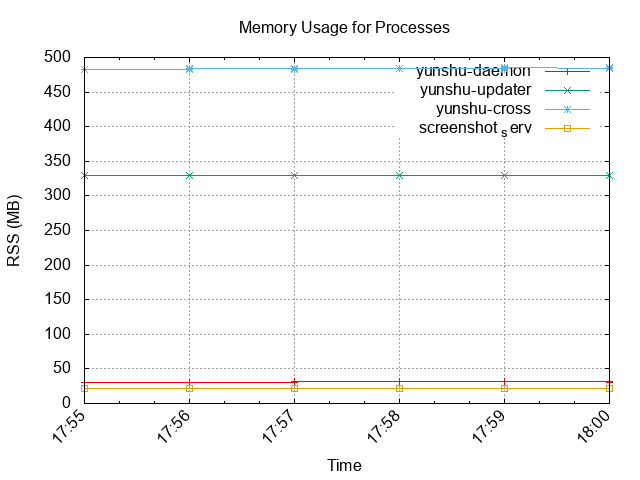 Memory Usage for Processes
500
450
400
350
300
250
200
150
100
50
0
RSS (MB)
yunshu-daemon
yunshu-updater
yunshu-cross
screenshotₛerv
17:55
17:56
17:57
17:58
17:59
18:00
Time